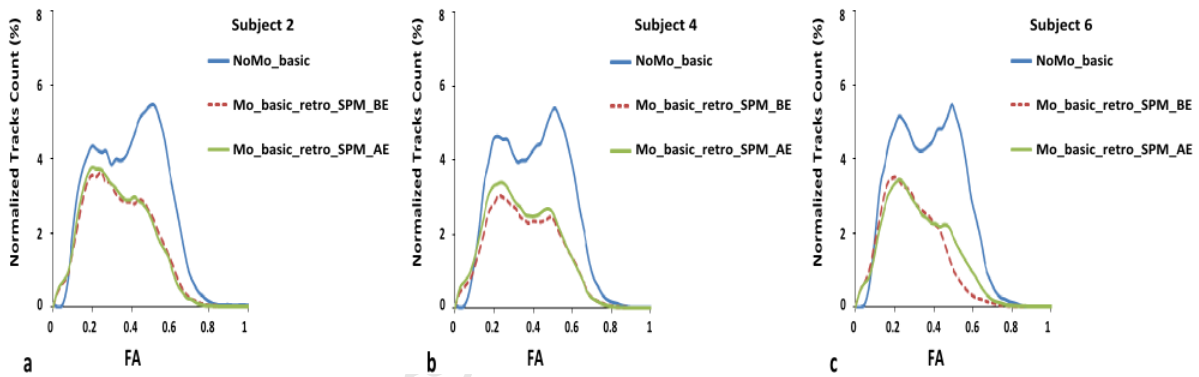 Normalized Tracks Count (%)
8
6
4
2
0
0
0.2
0.4
0.6
0.8
1
Subject 2
NoMo_basic
Mo_basic_retro_SPM_BE
Mo_basic_retro_SPM_AE
a
FA
Normalized Tracks Count (%)
8
6
4
2
0
0
0.2
0.4
0.6
0.8
1
Subject 4
NoMo_basic
Mo_basic_retro_SPM_BE
Mo_basic_retro_SPM_AE
b
FA
Normalized Tracks Count (%)
8
6
4
2
0
0
0.2
0.4
0.6
0.8
1
Subject 6
NoMo_basic
Mo_basic_retro_SPM_BE
Mo_basic_retro_SPM_AE
c
FA